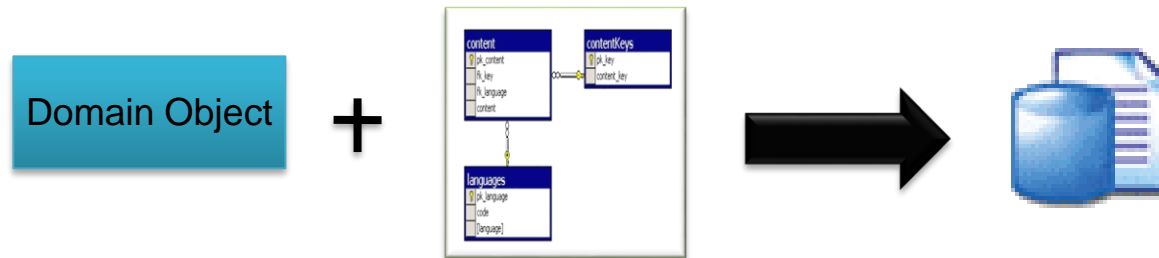 Domain Object
+
content
pk_content
fk_key
fk_language
content
contentKeys
pk_key
content_key
languages
pk_language
code
[language]